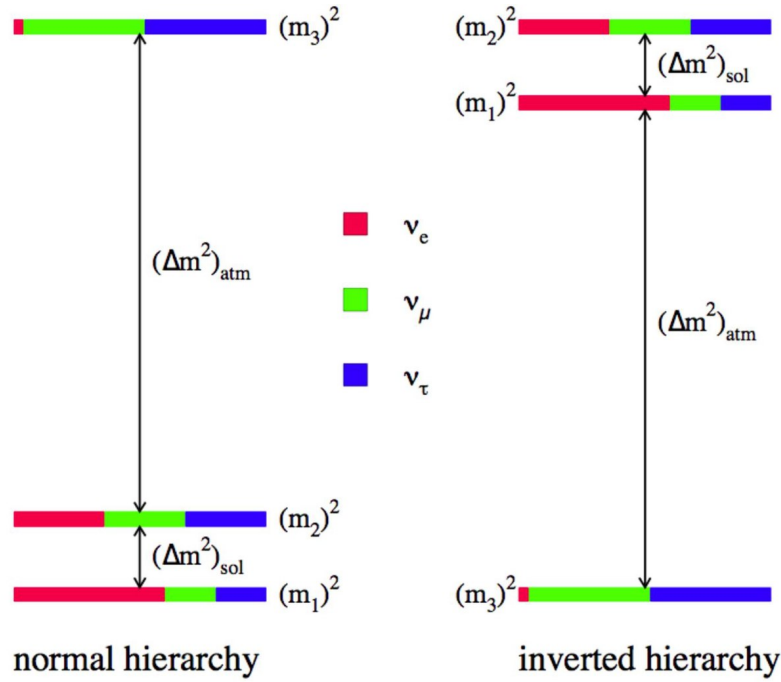 (m₃)²
(m₂)²
(Δm²)sol
(m₁)²
νe
(Δm²)atm
νμ
(Δm²)atm
ντ
(m₂)²
(Δm²)sol
(m₁)²
(m₃)²
normal hierarchy
inverted hierarchy